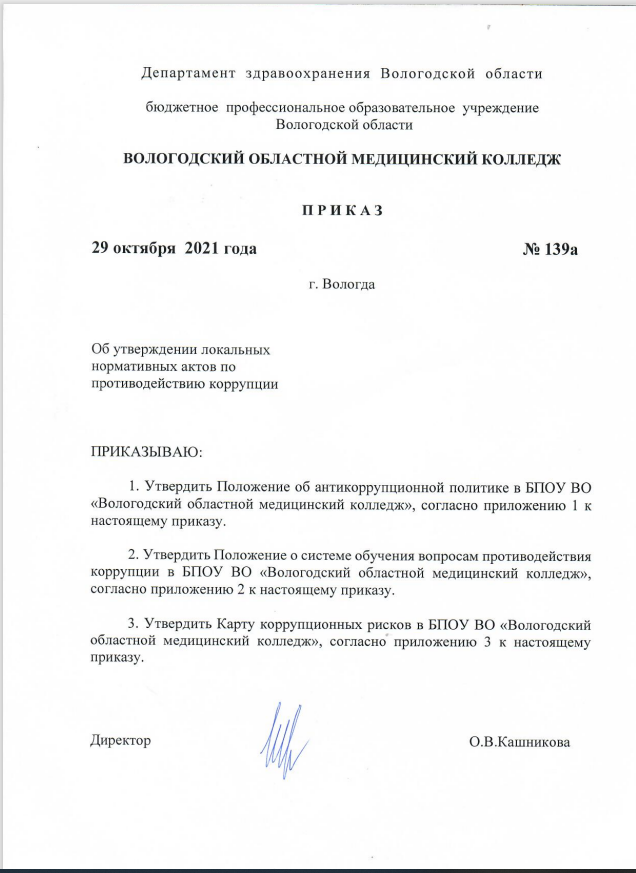 Департамент здравоохранения Вологодской области
бюджетное профессиональное образовательное учреждение
Вологодской области
ВОЛОГОДСКИЙ ОБЛАСТНОЙ МЕДИЦИНСКИЙ КОЛЛЕДЖ
П Р И К А З
29 октября 2021 года № 139а
г. Вологда
Об утверждении локальных
нормативных актов по
противодействию коррупции
ПРИКАЗЫВАЮ:
1. Утвердить Положение об антикоррупционной политике в БПОУ ВО
«Вологодский областной медицинский колледж», согласно приложению 1 к
настоящему приказу.
2. Утвердить Положение о системе обучения вопросам противодействия
коррупции в БПОУ ВО «Вологодский областной медицинский колледж»,
согласно приложению 2 к настоящему приказу.
3. Утвердить Карту коррупционных рисков в БПОУ ВО «Вологодский
областной медицинский колледж», согласно приложению 3 к настоящему
приказу.
Директор О.В.Кашникова